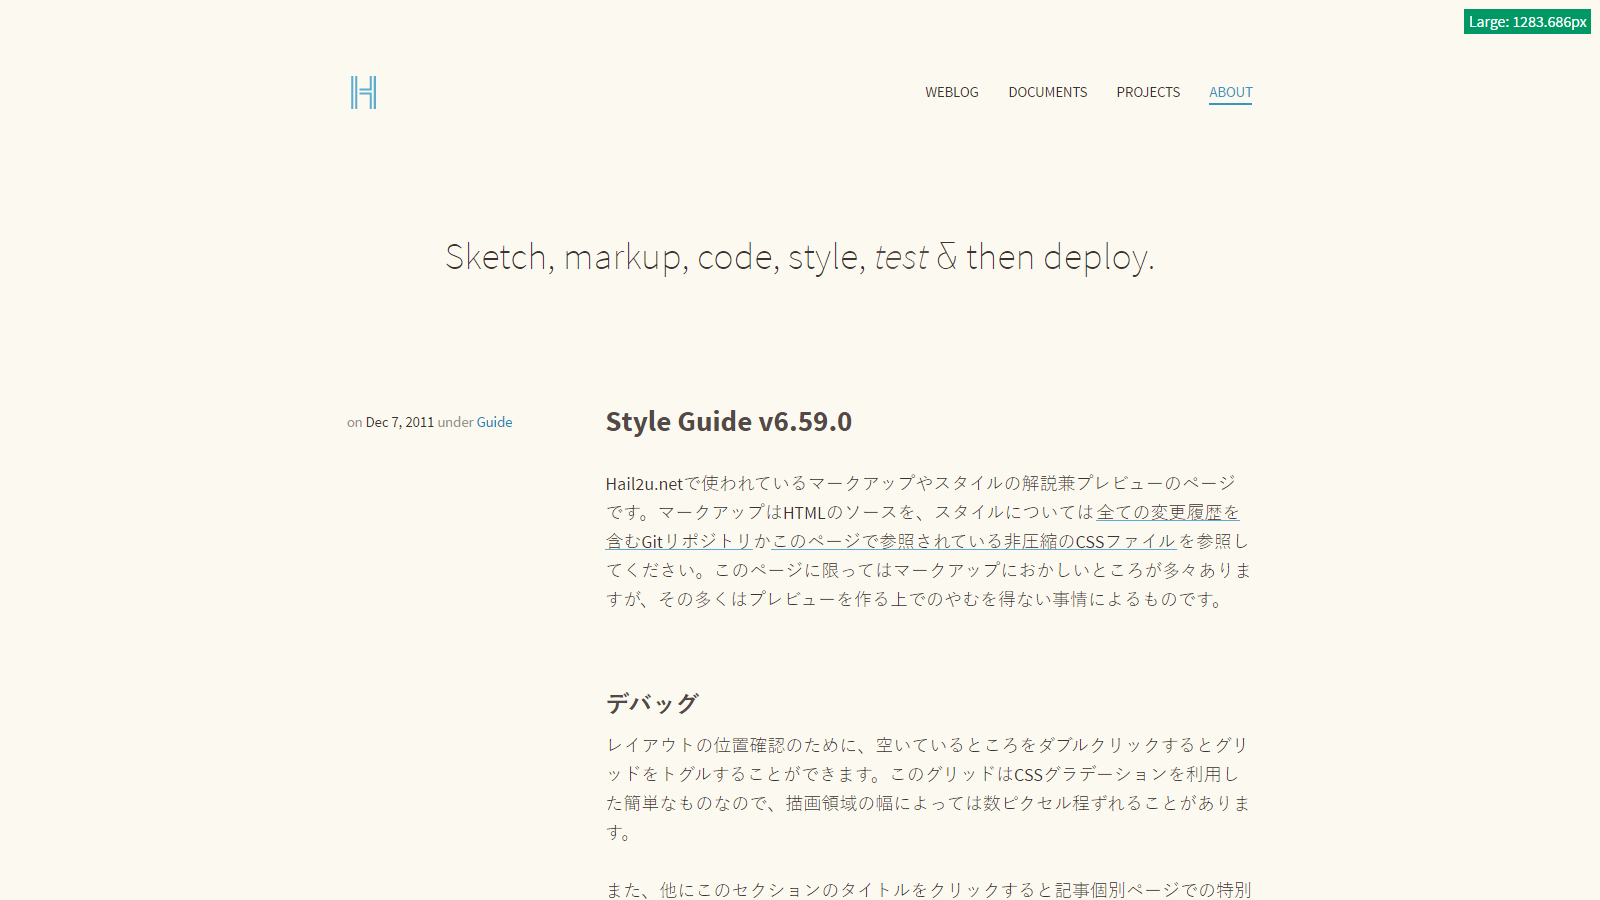 Large: 1283.686px
H
WEBLOG DOCUMENTS PROJECTS ABOUT
Sketch, markup, code, style, test & then deploy.
on Dec 7, 2011 under Guide
Style Guide v6.59.0
Hail2u.netで使われているマークアップやスタイルの解説兼プレビューのページ
です。マークアップはHTMLのソースを、スタイルについては全ての変更履歴を
含むGitリポジトリかこのページで参照されている非圧縮のCSSファイルを参照し
てください。このページに限ってはマークアップにおかしいところが多々ありま
すが、その多くはプレビューを作る上でのやむを得ない事情によるものです。
デバッグ
レイアウトの位置確認のために、空いているところをダブルクリックするとグリ
ッドをトグルすることができます。このグリッドはCSSグラデーションを利用し
た簡単なものなので、描画領域の幅によっては数ピクセル程ずれることがありま
す。
また、他にこのセクションのタイトルをクリックすると記事個別ページでの特別